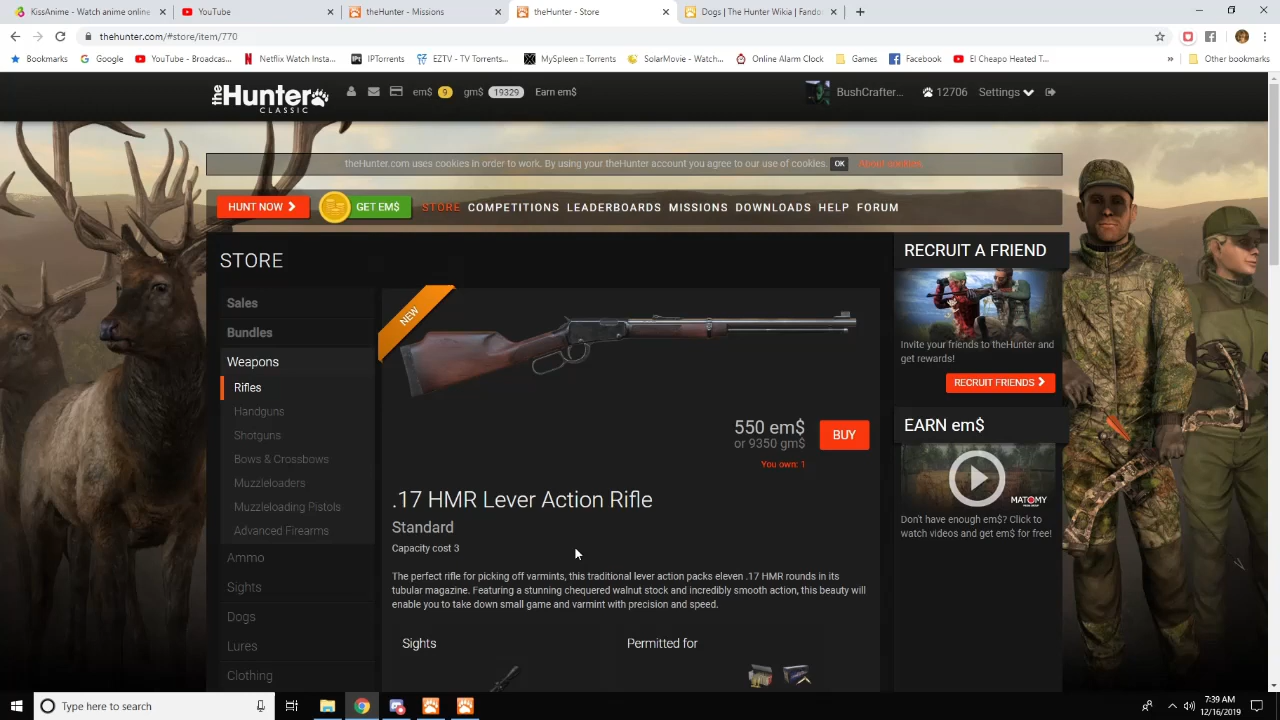 KissAnime - Watch anime online
YouTube
theHunter - Missions
theHunter - Store
Dogs | The Hunter Wikia | Fando
thehunter.com/#store/item/770
Bookmarks
Google
YouTube - Broadcas...
Netflix Watch Insta...
IPTorrents
EZTV - TV Torrents...
MySpleen :: Torrents
SolarMovie - Watch...
Online Alarm Clock
Games
Facebook
El Cheapo Heated T...
»
Other bookmarks
theHunter
CLASSIC
em$ 9 gm$ 19329 Earn em$
BushCrafter... 12706 Settings
theHunter.com uses cookies in order to work. By using your theHunter account you agree to our use of cookies. OK About cookies
HUNT NOW
GET EM$
STORE COMPETITIONS LEADERBOARDS MISSIONS DOWNLOADS HELP FORUM
STORE
Sales
Bundles
Weapons
Rifles
Handguns
Shotguns
Bows & Crossbows
Muzzleloaders
Muzzleloading Pistols
Advanced Firearms
Ammo
Sights
Dogs
Lures
Clothing
NEW
550 em$
or 9350 gm$
BUY
You own: 1
.17 HMR Lever Action Rifle
Standard
Capacity cost 3
The perfect rifle for picking off varmints, this traditional lever action packs eleven .17 HMR rounds in its
tubular magazine. Featuring a stunning chequered walnut stock and incredibly smooth action, this beauty will
enable you to take down small game and varmint with precision and speed.
Sights
Permitted for
RECRUIT A FRIEND
Invite your friends to theHunter and
get rewards!
RECRUIT FRIENDS
EARN em$
MATOMY
Don't have enough em$? Click to
watch videos and get em$ for free!
Type here to search
7:39 AM
12/16/2019